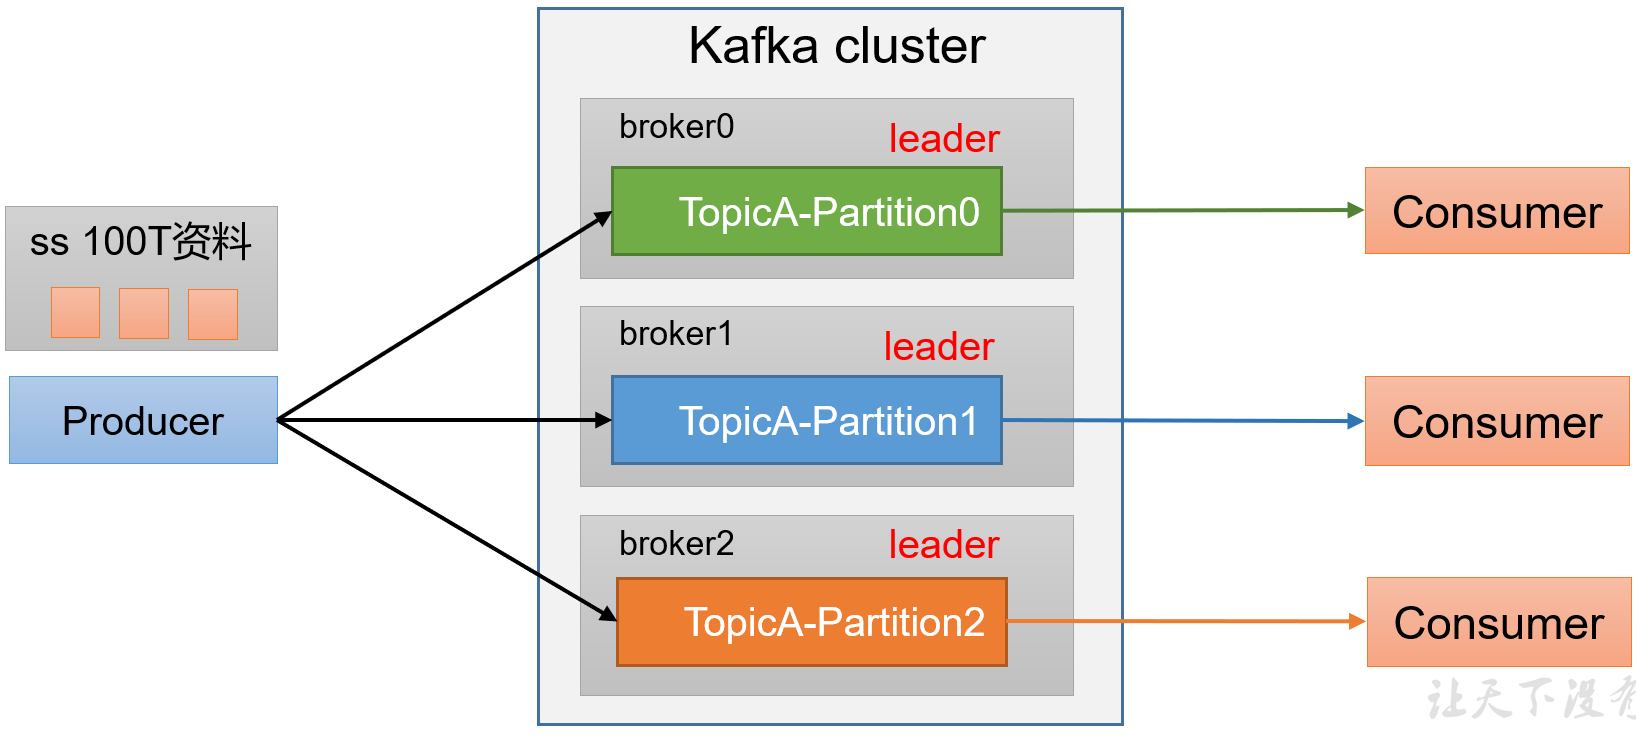 Kafka cluster
broker0
leader
TopicA-Partition0
Consumer
ss 100T资料
broker1
leader
TopicA-Partition1
Consumer
Producer
broker2
leader
TopicA-Partition2
Consumer
让天下没有